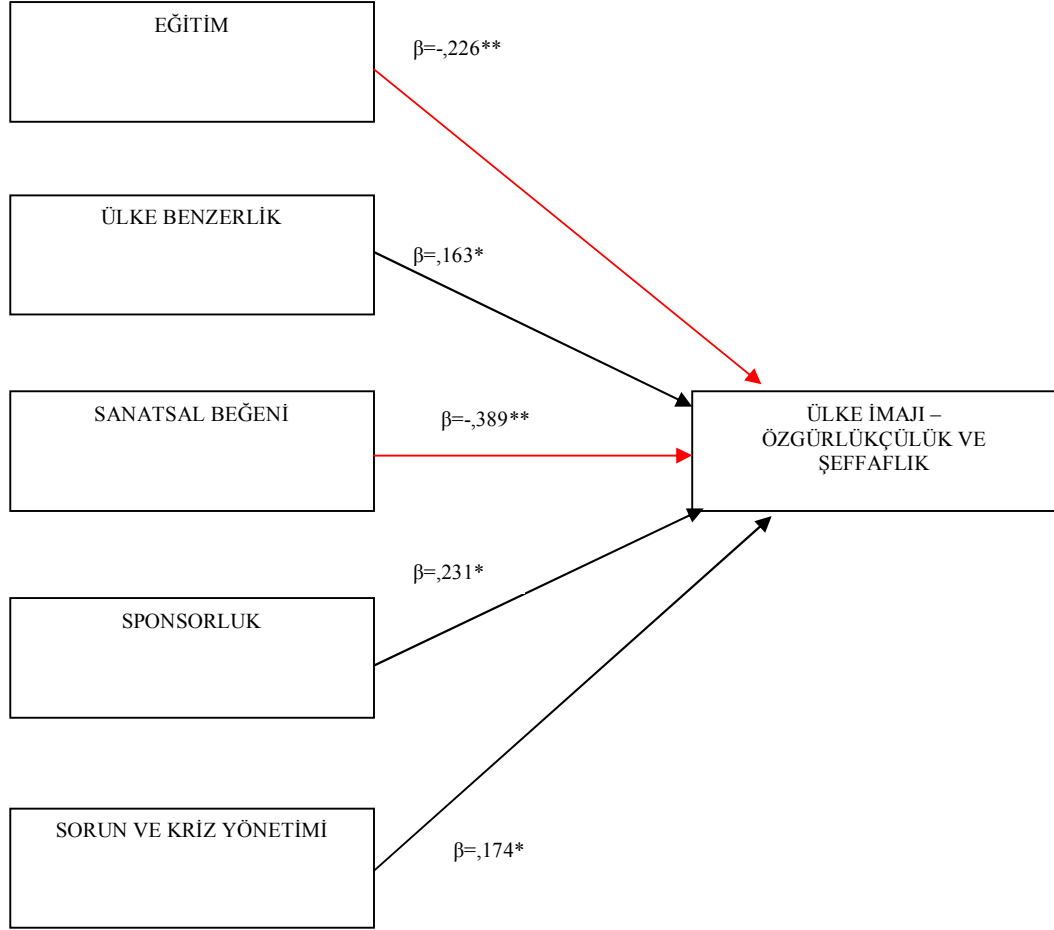 EĞİTİM
β=-,226**
ÜLKE BENZERLİK
β=,163*
SANATSAL BEĞENİ
β=-,389**
ÜLKE İMAJI –
ÖZGÜRLÜKÇÜLÜK VE
ŞEFFAFLIK
β=,231*
SPONSORLUK
SORUN VE KRİZ YÖNETİMİ
β=,174*